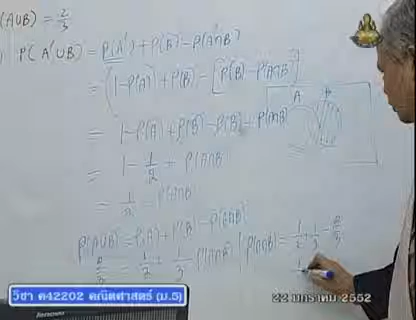 P(A∪B) = 2/3
P(A'∪B) = P(A') + P(B) - P(A'∩B)
= (1 - P(A)) + P(B) - [P(B) - P(A∩B)]
= 1 - P(A) + P(B) - P(B) + P(A∩B)
A B
= 1 - 1/2 + P(A∩B)
= 1/2 + P(A∩B)
P(A∪B) = P(A) + P(B) - P(A∩B)
2/3 = 1/2 + 1/3 - P(A∩B)
P(A∩B) = 1/2 + 1/3 - 2/3
วิชา ค42202 คณิตศาสตร์ (ม.5)
22 มกราคม 2552